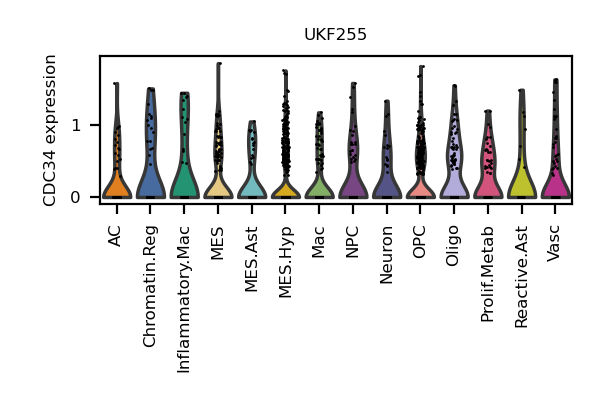 UKF255
CDC34 expression
1
0
AC
Chromatin.Reg
Inflammatory.Mac
MES
MES.Ast
MES.Hyp
Mac
NPC
Neuron
OPC
Oligo
Prolif.Metab
Reactive.Ast
Vasc